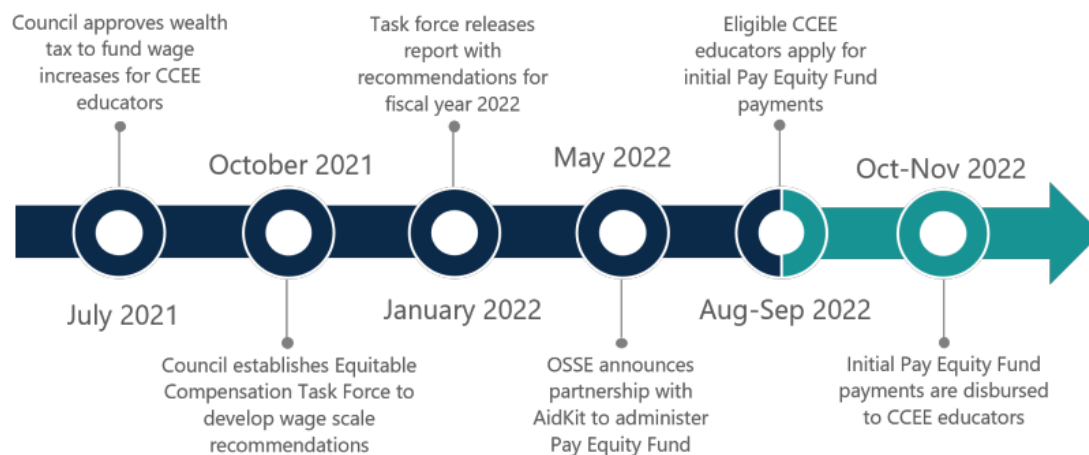 Council approves wealth
tax to fund wage
increases for CCEE
educators
July 2021
October 2021
Council establishes Equitable
Compensation Task Force to
develop wage scale
recommendations
Task force releases
report with
recommendations for
fiscal year 2022
January 2022
May 2022
OSSE announces
partnership with
AidKit to administer
Pay Equity Fund
Eligible CCEE
educators apply for
initial Pay Equity Fund
payments
Aug-Sep 2022
Oct-Nov 2022
Initial Pay Equity Fund
payments are disbursed
to CCEE educators